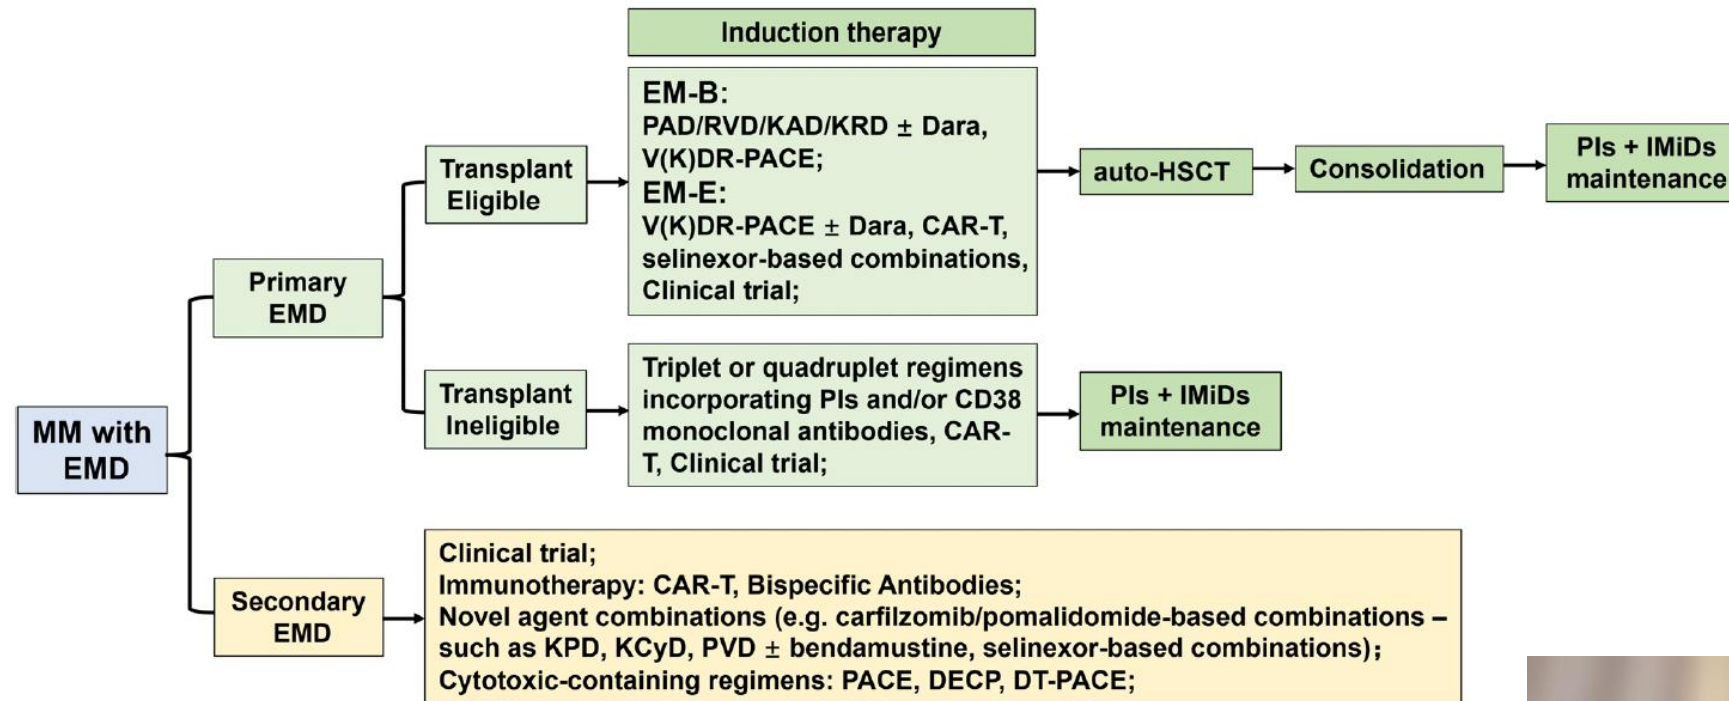 Induction therapy
EM-B:
PAD/RVD/KAD/KRD ± Dara,
V(K)DR-PACE;
EM-E:
V(K)DR-PACE ± Dara, CAR-T,
selinexor-based combinations,
Clinical trial;
Transplant
Eligible
auto-HSCT
Consolidation
PIs + IMiDs
maintenance
Primary
EMD
Transplant
Ineligible
Triplet or quadruplet regimens
incorporating PIs and/or CD38
monoclonal antibodies, CAR-
T, Clinical trial;
PIs + IMiDs
maintenance
MM with
EMD
Secondary
EMD
Clinical trial;
Immunotherapy: CAR-T, Bispecific Antibodies;
Novel agent combinations (e.g. carfilzomib/pomalidomide-based combinations –
such as KPD, KCyD, PVD ± bendamustine, selinexor-based combinations);
Cytotoxic-containing regimens: PACE, DECP, DT-PACE;